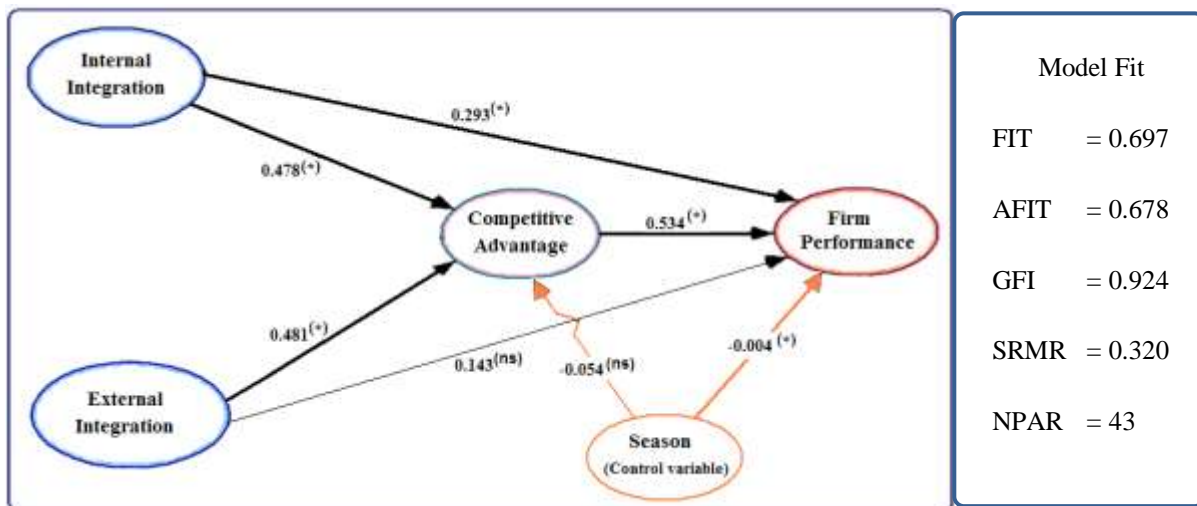 Internal
Integration
0.293(*)
0.478(*)
Competitive
Advantage
0.534(*)
Firm
Performance
0.481(*)
0.143(ns)
-0.054(ns)
-0.004(*)
External
Integration
Season
(Control variable)
Model Fit
FIT = 0.697
AFIT = 0.678
GFI = 0.924
SRMR = 0.320
NPAR = 43